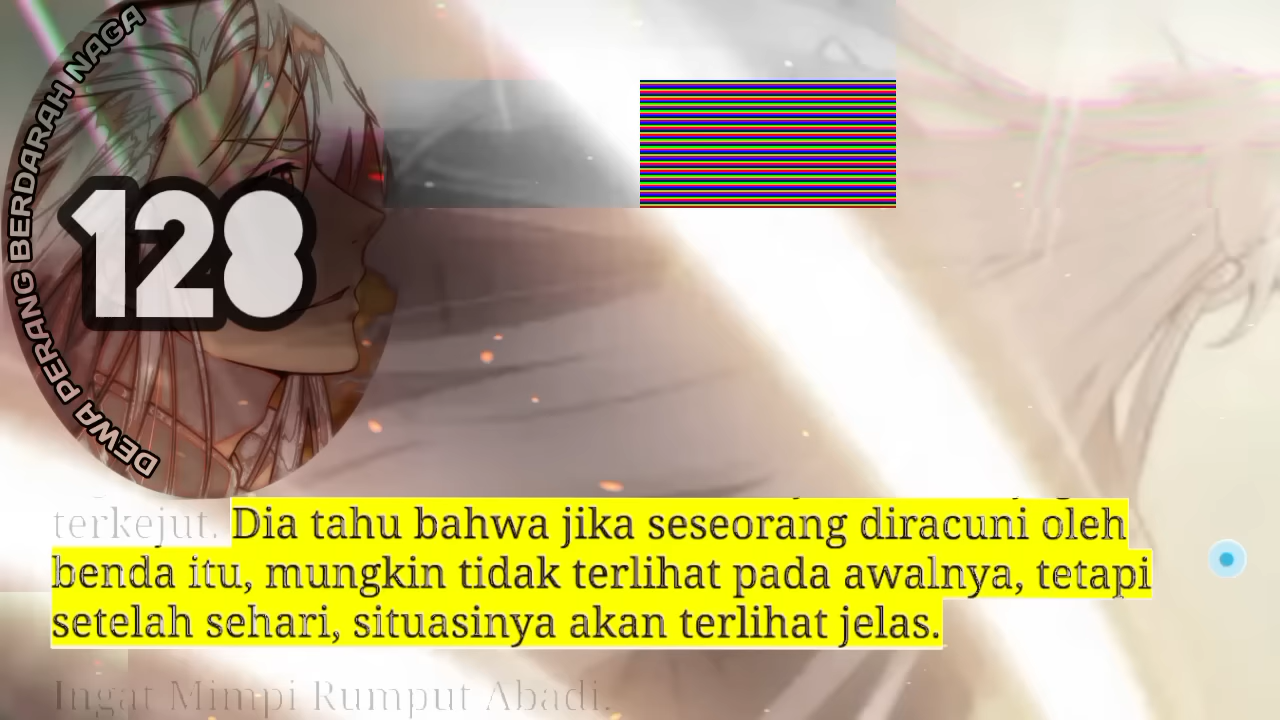 DEWA PERANG BERDARAH NAGA
128
terkejut. Dia tahu bahwa jika seseorang diracuni oleh
benda itu, mungkin tidak terlihat pada awalnya, tetapi
setelah sehari, situasinya akan terlihat jelas.
Ingat Mimpi Rumput Abadi.